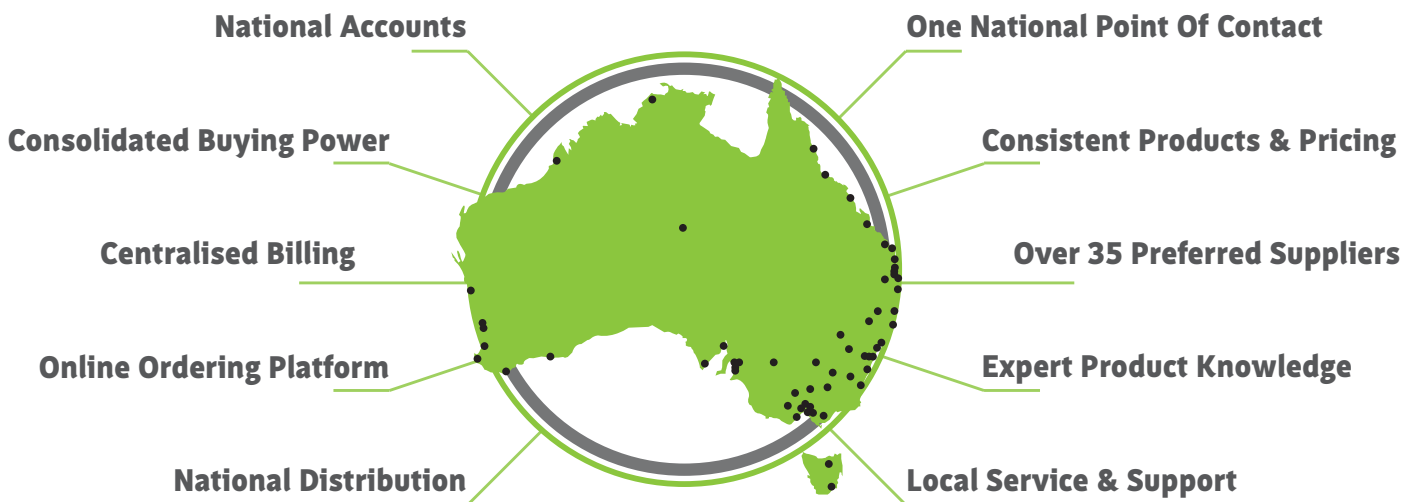 National Accounts
One National Point Of Contact
Consolidated Buying Power
Consistent Products & Pricing
Centralised Billing
Over 35 Preferred Suppliers
Online Ordering Platform
Expert Product Knowledge
National Distribution
Local Service & Support